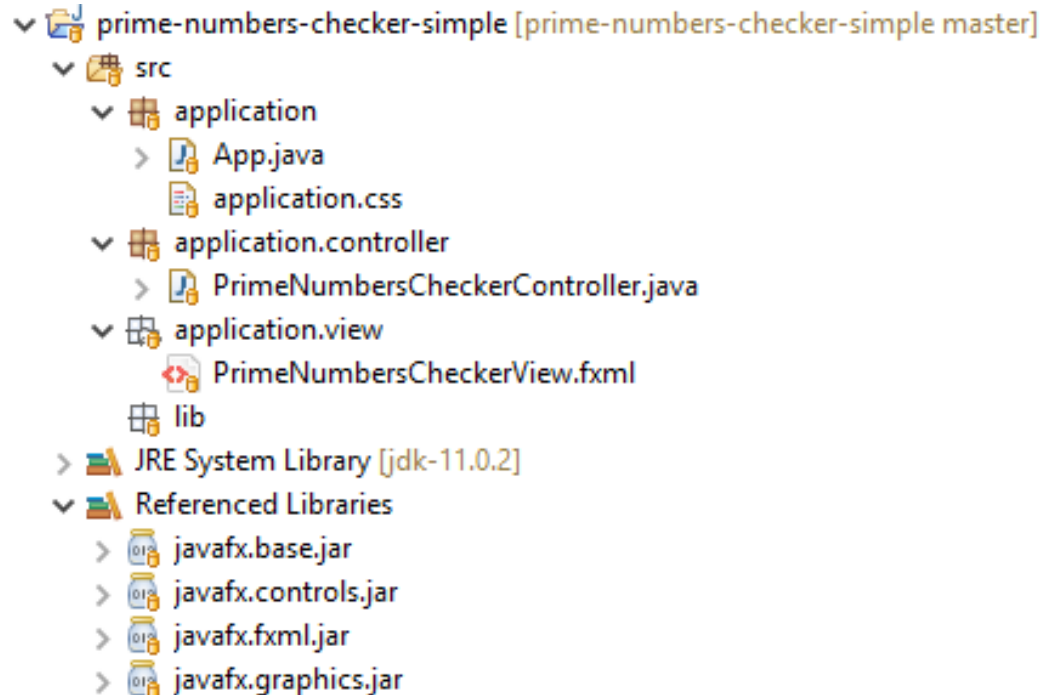 prime-numbers-checker-simple [prime-numbers-checker-simple master]
src
application
App.java
application.css
application.controller
PrimeNumbersCheckerController.java
application.view
PrimeNumbersCheckerView.fxml
lib
JRE System Library [jdk-11.0.2]
Referenced Libraries
javafx.base.jar
javafx.controls.jar
javafx.fxml.jar
javafx.graphics.jar